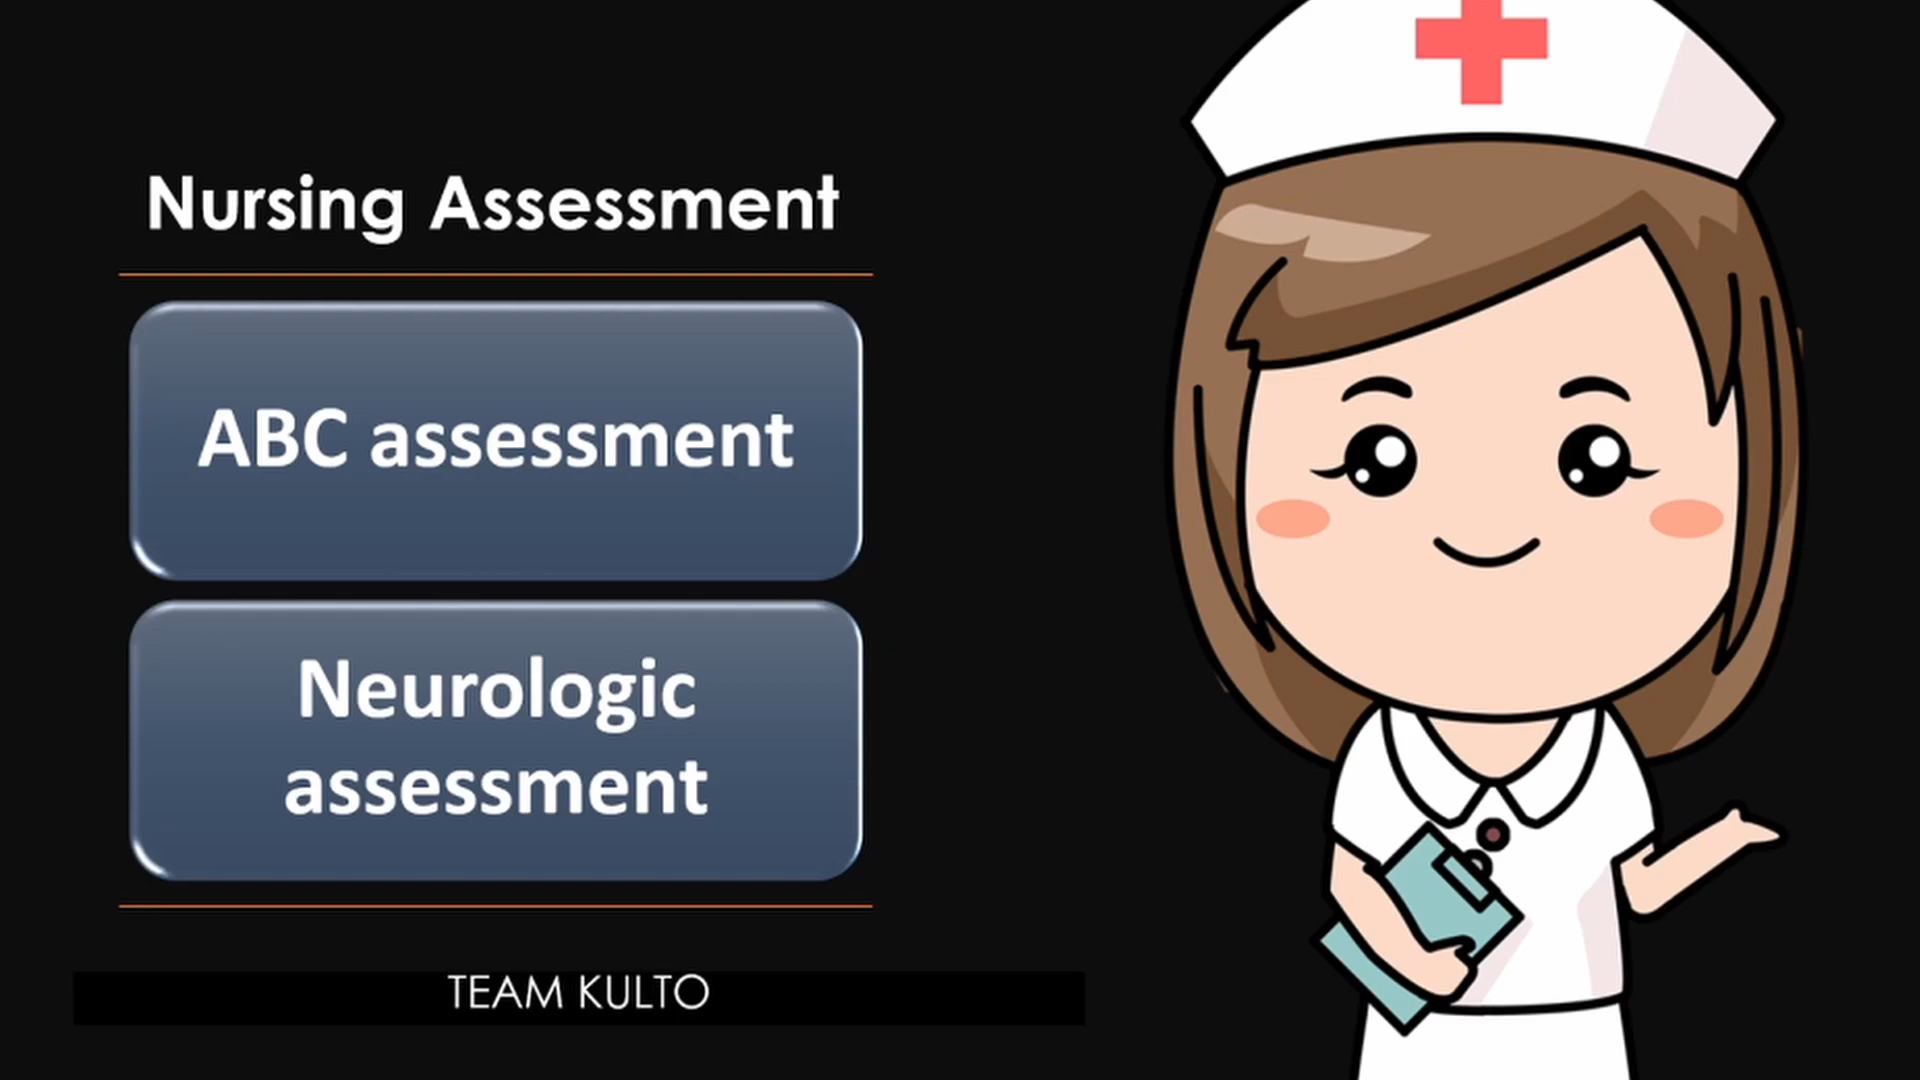 Nursing Assessment
ABC assessment
Neurologic
assessment
TEAM KULTO